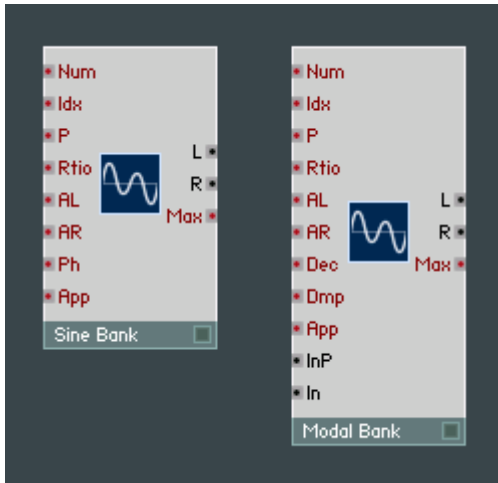 Num
Idx
P
Rtio
AL
AR
Ph
App
L
R
Max
Sine Bank
Num
Idx
P
Rtio
AL
AR
Dec
Dmp
App
InP
In
L
R
Max
Modal Bank